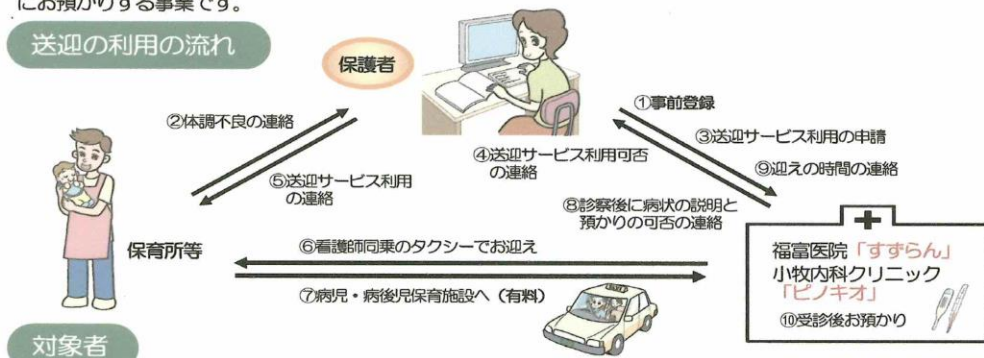 にお預かりする事業です。
送迎の利用の流れ
保護者
①事前登録
②体調不良の連絡
③送迎サービス利用の申請
④送迎サービス利用可否
の連絡
⑨迎えの時間の連絡
⑤送迎サービス利用
の連絡
⑧診察後に病状の説明と
預かりの可否の連絡
保育所等
⑥看護師同乗のタクシーでお迎え
福富医院「すずらん」
小牧内科クリニック
「ピノキオ」
⑦病児・病後児保育施設へ（有料）
⑩受診後お預かり
対象者